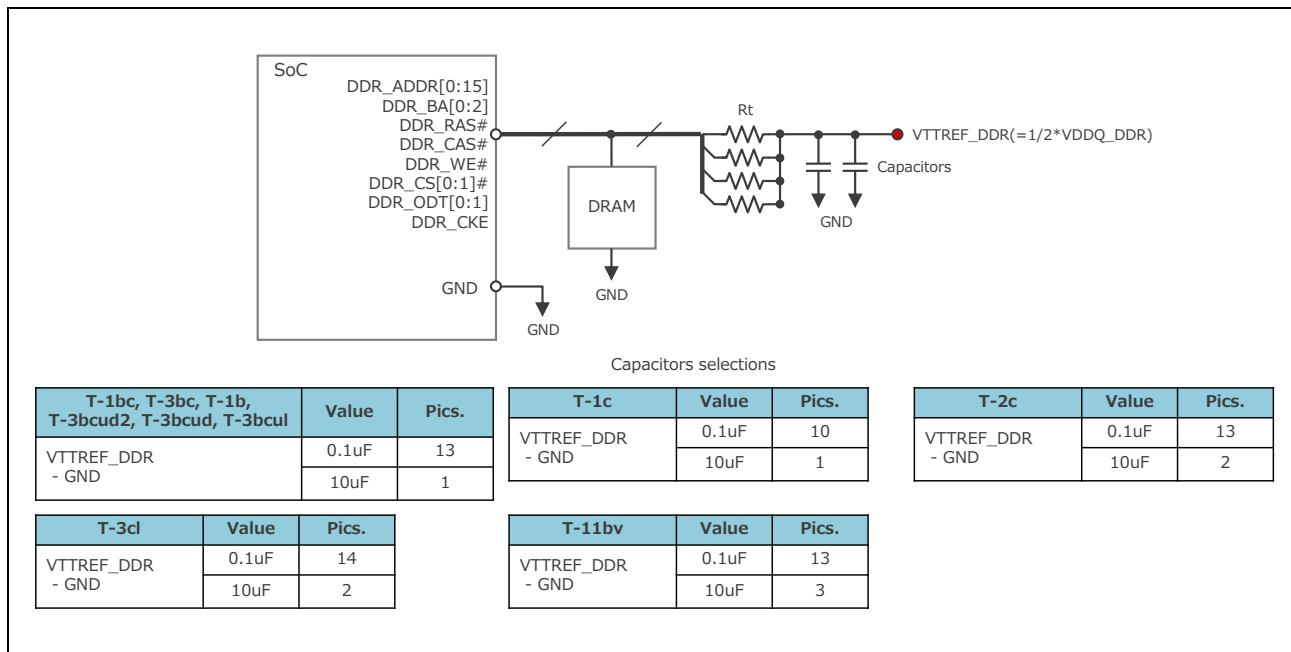 SoC
DDR_ADDR[0:15]
DDR_BA[0:2]
DDR_RAS#
DDR_CAS#
DDR_WE#
DDR_CS[0:1]#
DDR_ODT[0:1]
DDR_CKE
GND
GND
DRAM
GND
Rt
VTTREF_DDR(=1/2*VDDQ_DDR)
Capacitors
GND
Capacitors selections
T-1bc, T-3bc, T-1b,
T-3bcud2, T-3bcud, T-3bcul
Value
Pics.
VTTREF_DDR
- GND
0.1uF
13
10uF
1
T-1c
Value
Pics.
VTTREF_DDR
- GND
0.1uF
10
10uF
1
T-2c
Value
Pics.
VTTREF_DDR
- GND
0.1uF
13
10uF
2
T-3cl
Value
Pics.
VTTREF_DDR
- GND
0.1uF
14
10uF
2
T-11bv
Value
Pics.
VTTREF_DDR
- GND
0.1uF
13
10uF
3